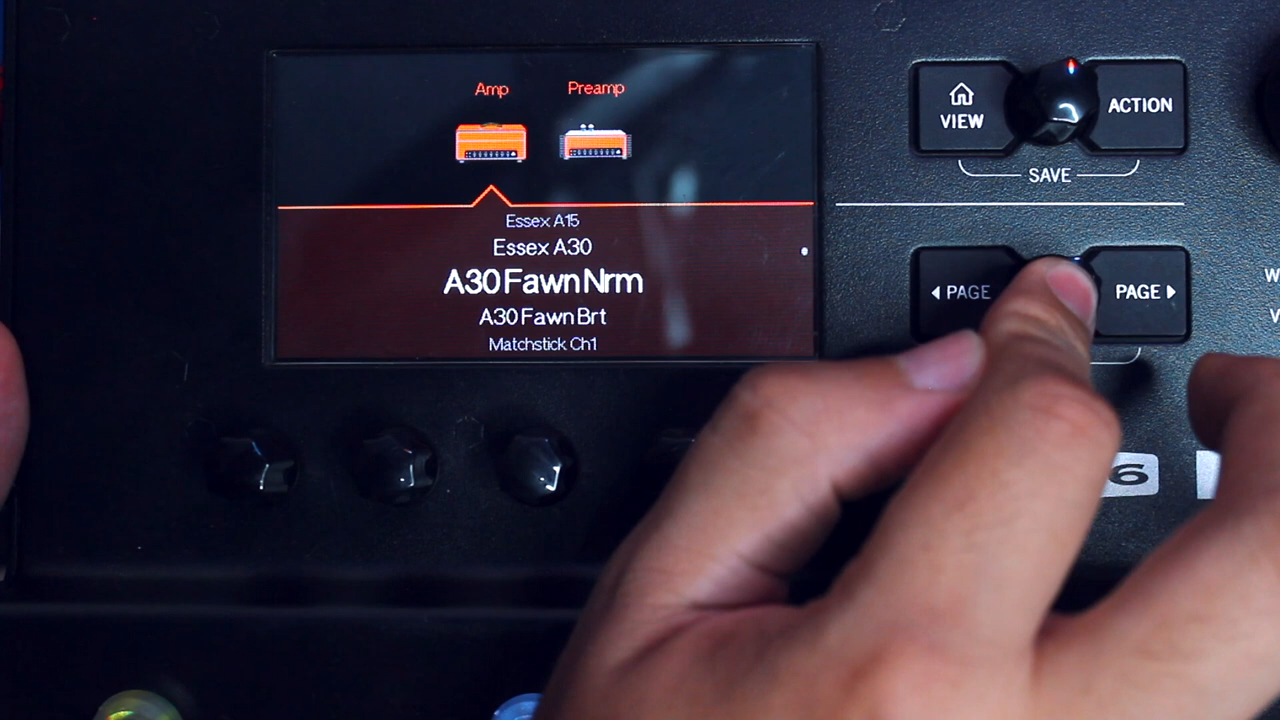 Amp Preamp
Essex A15
Essex A30
A30 Fawn Nrm
A30 Fawn Brt
Matchstick Ch1
VIEW
ACTION
SAVE
PAGE
PAGE
6